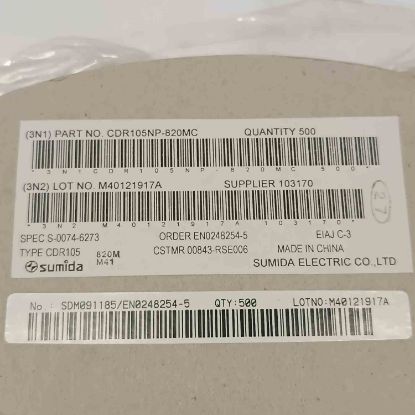 (3N1) PART NO. CDR105NP-820MC QUANTITY 500
*3N1CDR105NP-820MC 500*
(3N2) LOT NO. M40121917A SUPPLIER 103170
*3N2 M40121917A 103170*
27
SPEC S-0074-6273 ORDER EN0248254-5 EIAJ C-3
TYPE CDR105 820M CSTMR 00843-RSE006 MADE IN CHINA
sumida M41 SUMIDA ELECTRIC CO.,LTD
No : SDM091185/EN0248254-5 QTY:500 LOTNO:M40121917A